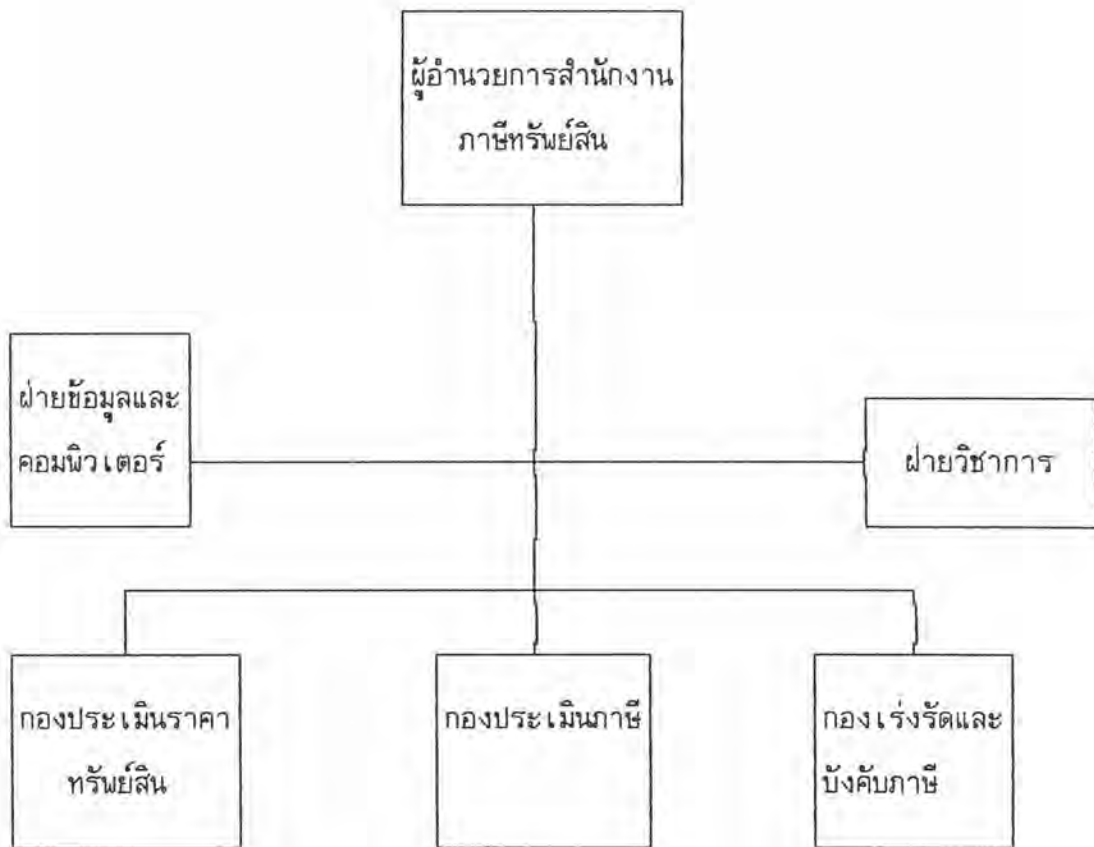 ผู้อำนวยการสำนักงาน
ภาษีทรัพย์สิน
ฝ่ายข้อมูลและ
คอมพิวเตอร์
ฝ่ายวิชาการ
กองประเมินราคา
ทรัพย์สิน
กองประเมินภาษี
กองเร่งรัดและ
บังคับภาษี